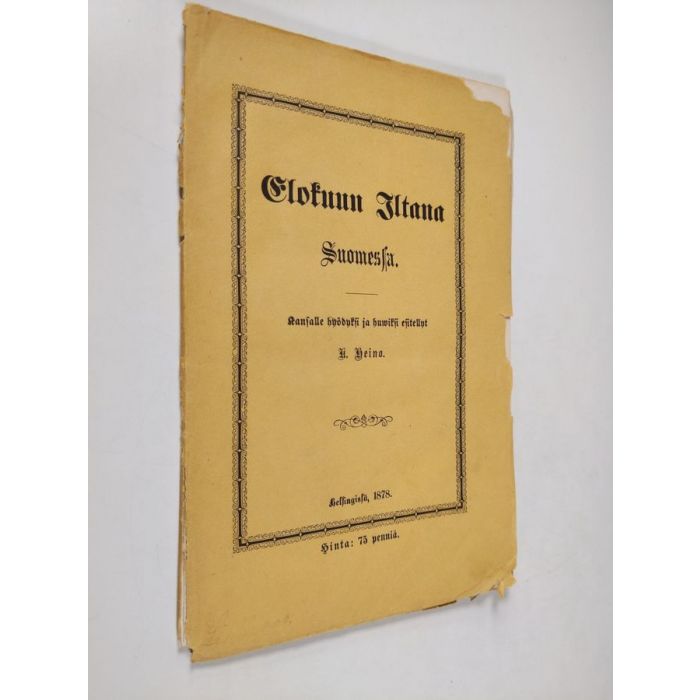 Elokuun Iltana
Suomessa.
Kansalle hyödyksi ja huwiksi esitellyt
H. Heino.
Helsingissä, 1878.
Hinta: 75 penniä.